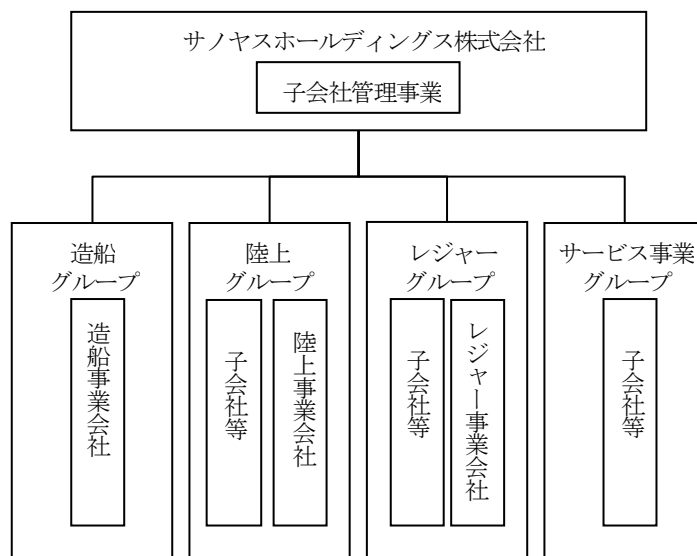 サノヤスホールディングス株式会社
子会社管理事業
造船
グループ
造船事業会社
陸上
グループ
子会社等
陸上事業会社
レジャー
グループ
子会社等
レジャー事業会社
サービス事業
グループ
子会社等